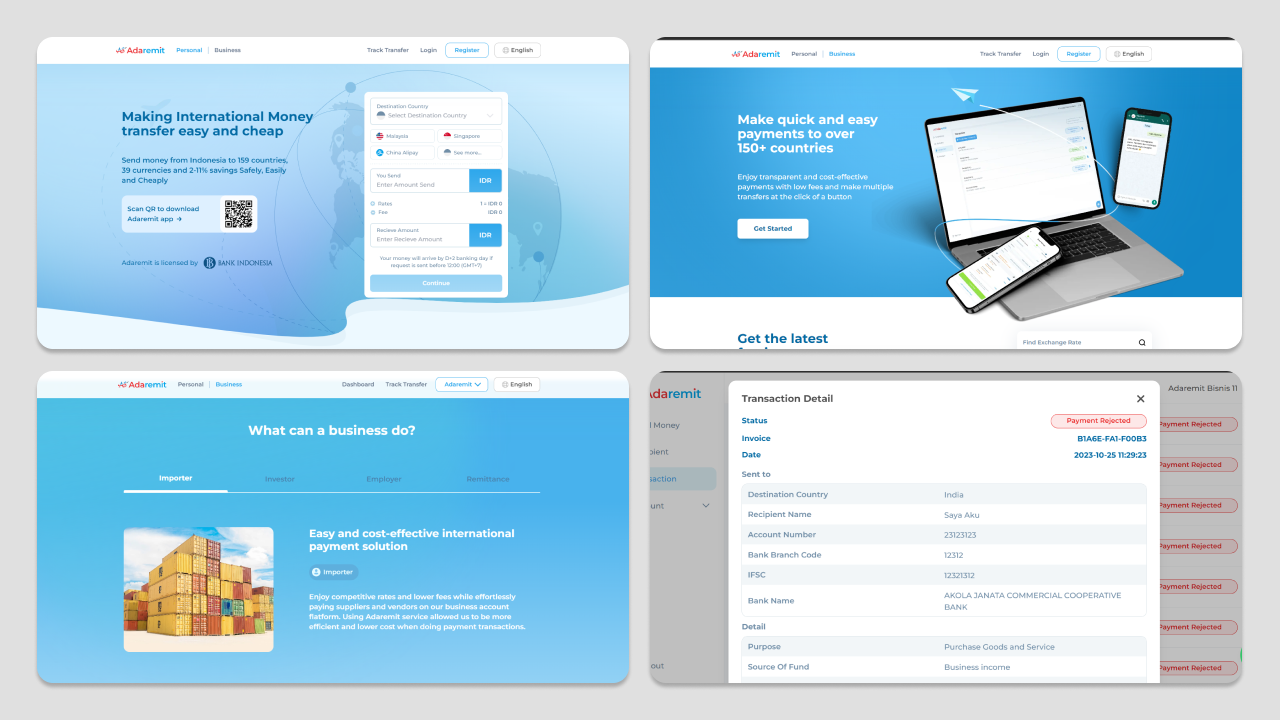 Adaremit
Personal | Business
Track Transfer
Login
Register
English
Making International Money
transfer easy and cheap
Send money from Indonesia to 159 countries,
39 currencies and 2-11% savings Safely, Easily
and Cheaply
Scan QR to download
Adaremit app →
Adaremit is licensed by
BANK INDONESIA
Destination Country
Select Destination Country
Malaysia
Singapore
China Alipay
See more...
You Send
Enter Amount Send
IDR
Rates
1 = IDR 0
Fee
IDR 0
Recieve Amount
Enter Recieve Amount
IDR
Your money will arrive by D+2 banking day if
request is sent before 12:00 (GMT+7)
Continue
Adaremit
Personal | Business
Track Transfer
Login
Register
English
Make quick and easy
payments to over
150+ countries
Enjoy transparent and cost-effective
payments with low fees and make multiple
transfers at the click of a button
Get Started
Get the latest
Find Exchange Rate
Adaremit
Personal | Business
Dashboard
Track Transfer
Adaremit
English
What can a business do?
Importer
Investor
Employer
Remittance
Easy and cost-effective international
payment solution
Importer
Enjoy competitive rates and lower fees while effortlessly
paying suppliers and vendors on our business account
flatform. Using Adaremit service allowed us to be more
efficient and lower cost when doing payment transactions.
daremit
d Money
pient
saction
unt
out
Adaremit Bisnis 11
Payment Rejected
Payment Rejected
Payment Rejected
Payment Rejected
Payment Rejected
Payment Rejected
Payment Rejected
Transaction Detail
Status
Payment Rejected
Invoice
B1A6E-FA1-F00B3
Date
2023-10-25 11:29:23
Sent to
Destination Country
India
Recipient Name
Saya Aku
Account Number
23123123
Bank Branch Code
12312
IFSC
12321312
Bank Name
AKOLA JANATA COMMERCIAL COOPERATIVE
BANK
Detail
Purpose
Purchase Goods and Service
Source Of Fund
Business income